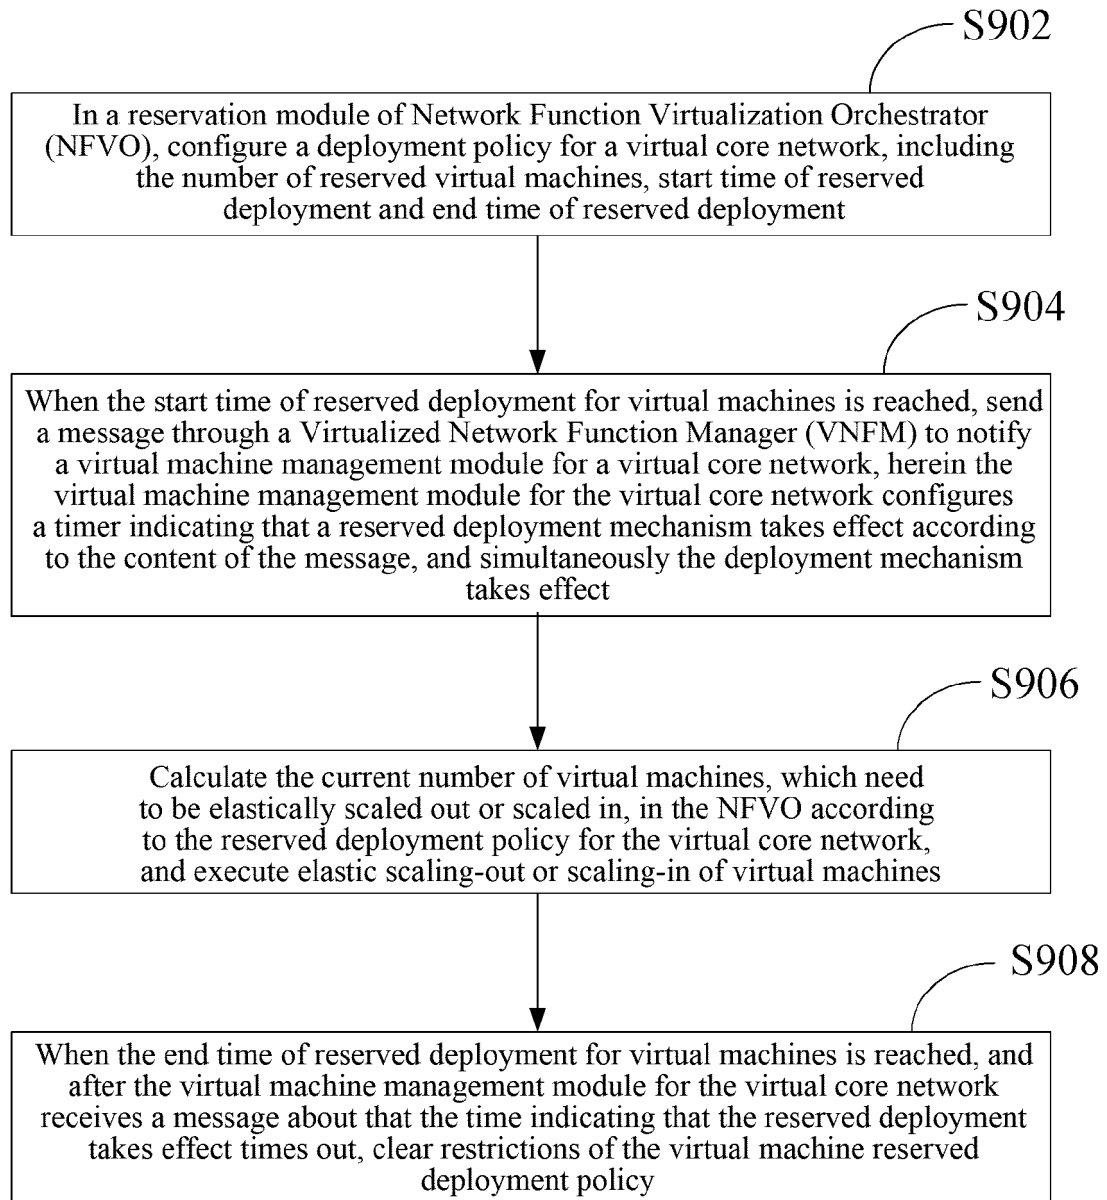 S902
In a reservation module of Network Function Virtualization Orchestrator
(NFVO), configure a deployment policy for a virtual core network, including
the number of reserved virtual machines, start time of reserved
deployment and end time of reserved deployment
S904
When the start time of reserved deployment for virtual machines is reached, send
a message through a Virtualized Network Function Manager (VNFM) to notify
a virtual machine management module for a virtual core network, herein the
virtual machine management module for the virtual core network configures
a timer indicating that a reserved deployment mechanism takes effect according
to the content of the message, and simultaneously the deployment mechanism
takes effect
S906
Calculate the current number of virtual machines, which need
to be elastically scaled out or scaled in, in the NFVO according
to the reserved deployment policy for the virtual core network,
and execute elastic scaling-out or scaling-in of virtual machines
S908
When the end time of reserved deployment for virtual machines is reached, and
after the virtual machine management module for the virtual core network
receives a message about that the time indicating that the reserved deployment
takes effect times out, clear restrictions of the virtual machine reserved
deployment policy